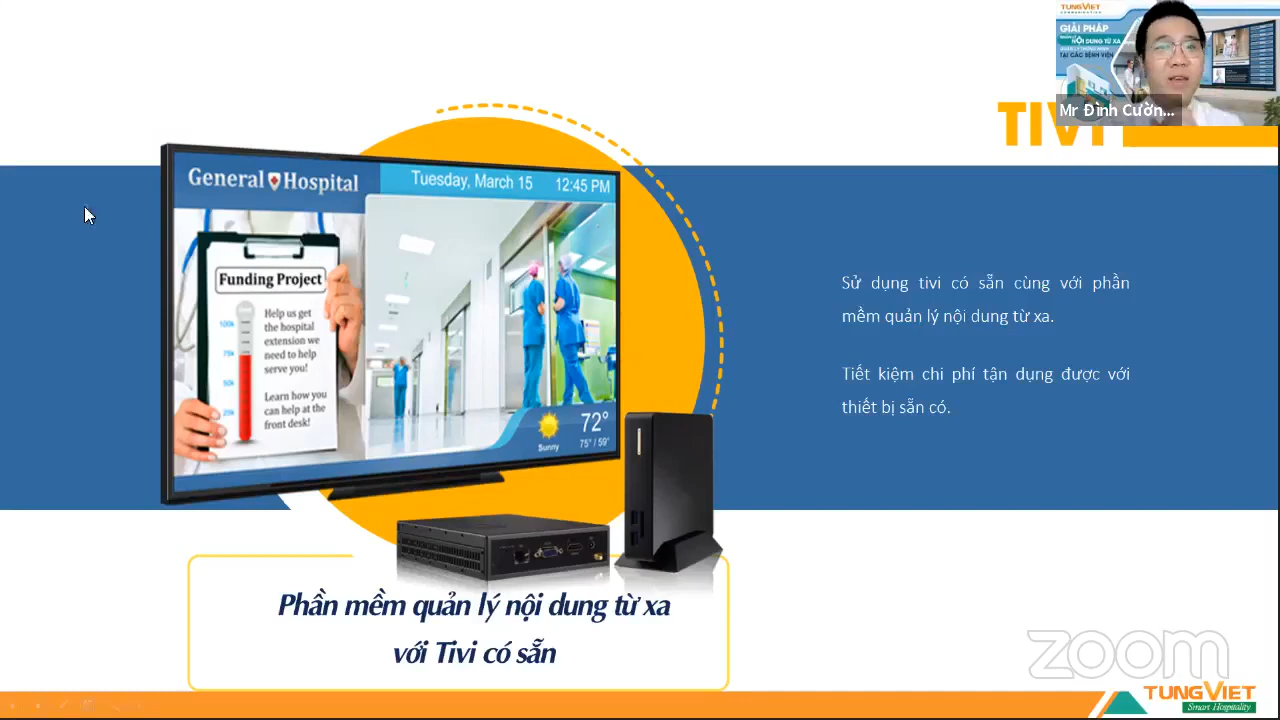 TUNGVIET
GIẢI PHÁP
NỘI DUNG TỪ XA
TẠI CÁC BỆNH VIỆN
Mr Đình Cườn...
TIVI
General Hospital
Tuesday, March 15
12:45 PM
Funding Project
100k
75k
50k
25k
Help us get
the hospital
extension we
need to help
serve you!
Learn how you
can help at the
front desk!
Sunny
72°
75° / 59°
Sử dụng tivi có sẵn cùng với phần
mềm quản lý nội dung từ xa.
Tiết kiệm chi phí tận dụng được với
thiết bị sẵn có.
Phần mềm quản lý nội dung từ xa
với Tivi có sẵn
zoom
TUNGVIET
Smart Hospitality